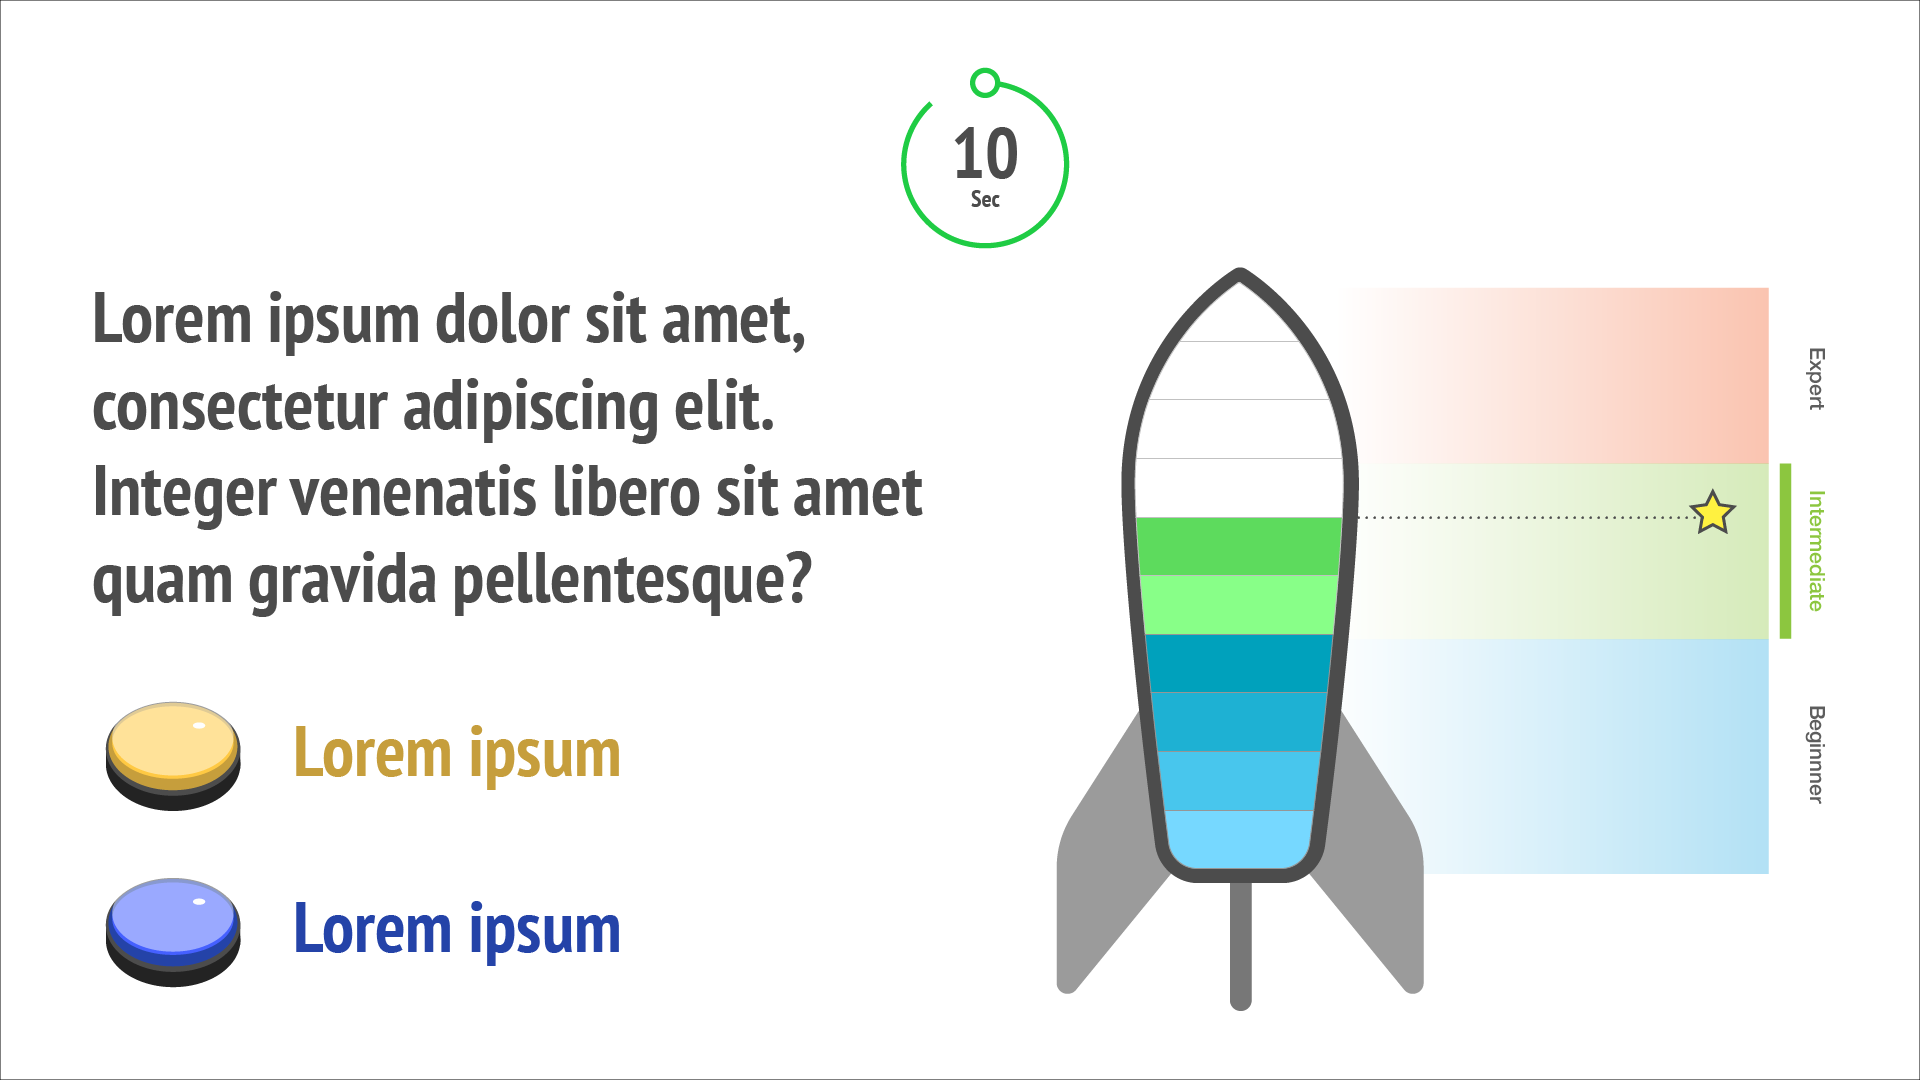 10
Sec
Lorem ipsum dolor sit amet,
consectetur adipiscing elit.
Integer venenatis libero sit amet
quam gravida pellentesque?
Lorem ipsum
Lorem ipsum
Expert
Intermediate
Beginnner